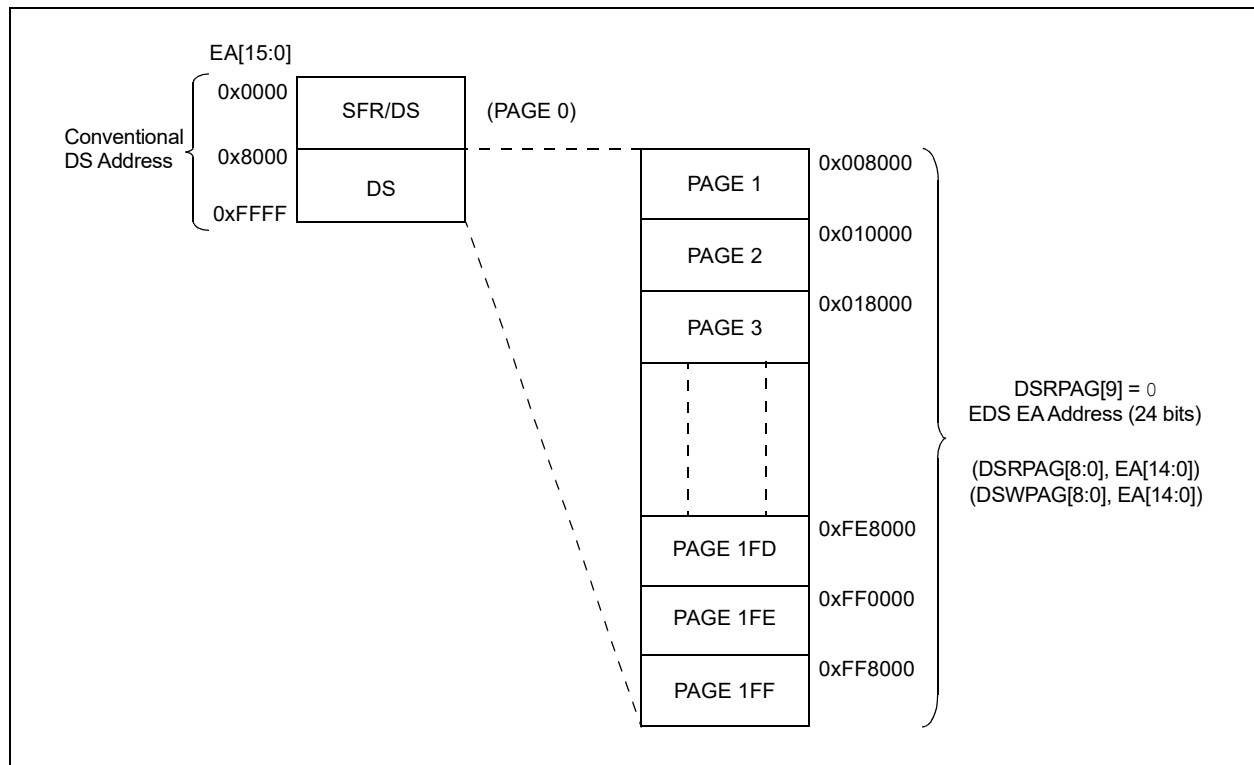 EA[15:0]
0x0000
SFR/DS
(PAGE 0)
Conventional
DS Address
0x8000
DS
0xFFFF
PAGE 1
0x008000
PAGE 2
0x010000
PAGE 3
0x018000
DSRPAG[9] = 0
EDS EA Address (24 bits)
(DSRPAG[8:0], EA[14:0])
(DSWPAG[8:0], EA[14:0])
PAGE 1FD
0xFE8000
PAGE 1FE
0xFF0000
PAGE 1FF
0xFF8000